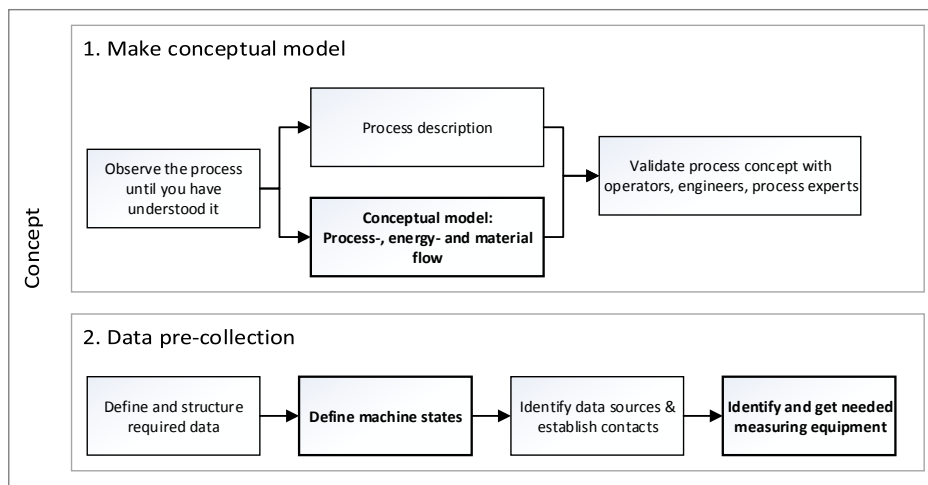 Concept
1. Make conceptual model
Observe the process
until you have
understood it
Process description
Conceptual model:
Process-, energy- and material
flow
Validate process concept with
operators, engineers, process experts
2. Data pre-collection
Define and structure
required data
Define machine states
Identify data sources &
establish contacts
Identify and get needed
measuring equipment